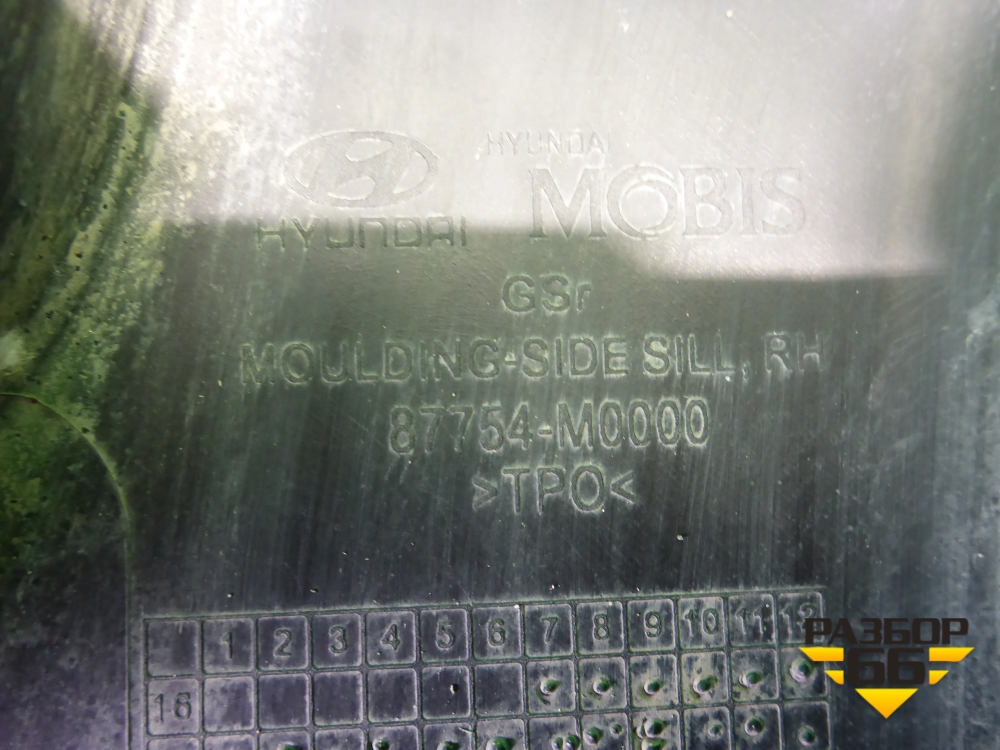 HYUNDAI
HYUNDAI
MOBIS
GSr
MOULDING-SIDE SILL, RH
87754-M0000
>TPO<
1 2 3 4 5 6 7 8 9 10 11 12
16
РАЗБОР
66